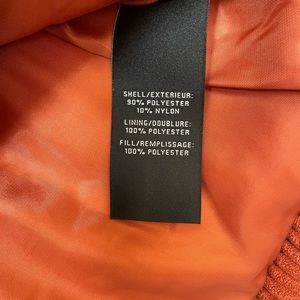 SHELL/EXTERIEUR:
90% POLYESTER
10% NYLON
LINING/DOUBLURE:
100% POLYESTER
FILL/REMPLISSAGE:
100% POLYESTER